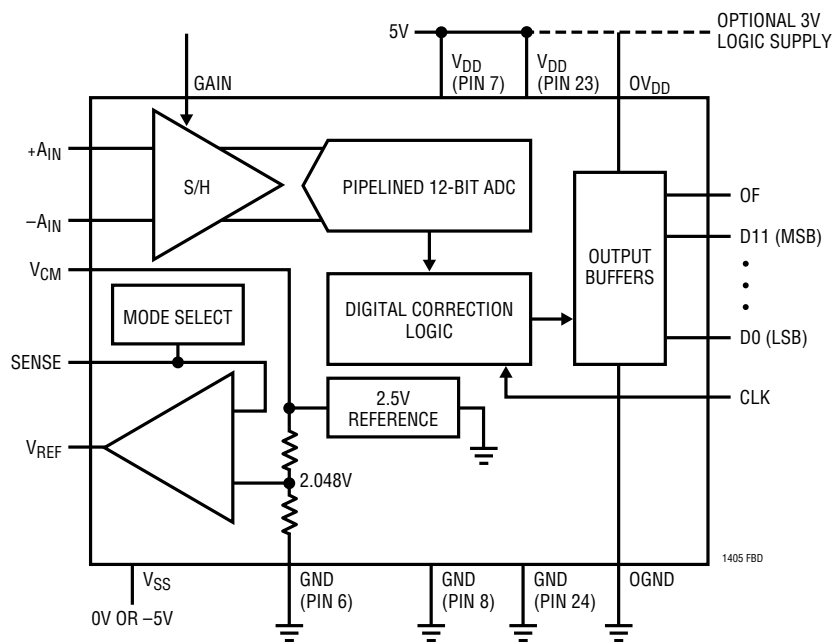 5V
OPTIONAL 3V
LOGIC SUPPLY
GAIN
VDD
(PIN 7)
VDD
(PIN 23)
OVDD
+AIN
–AIN
S/H
PIPELINED 12-BIT ADC
OUTPUT
BUFFERS
OF
D11 (MSB)
D0 (LSB)
CLK
VCM
MODE SELECT
DIGITAL CORRECTION
LOGIC
SENSE
2.5V
REFERENCE
VREF
2.048V
1405 FBD
VSS
0V OR –5V
GND
(PIN 6)
GND
(PIN 8)
GND
(PIN 24)
OGND